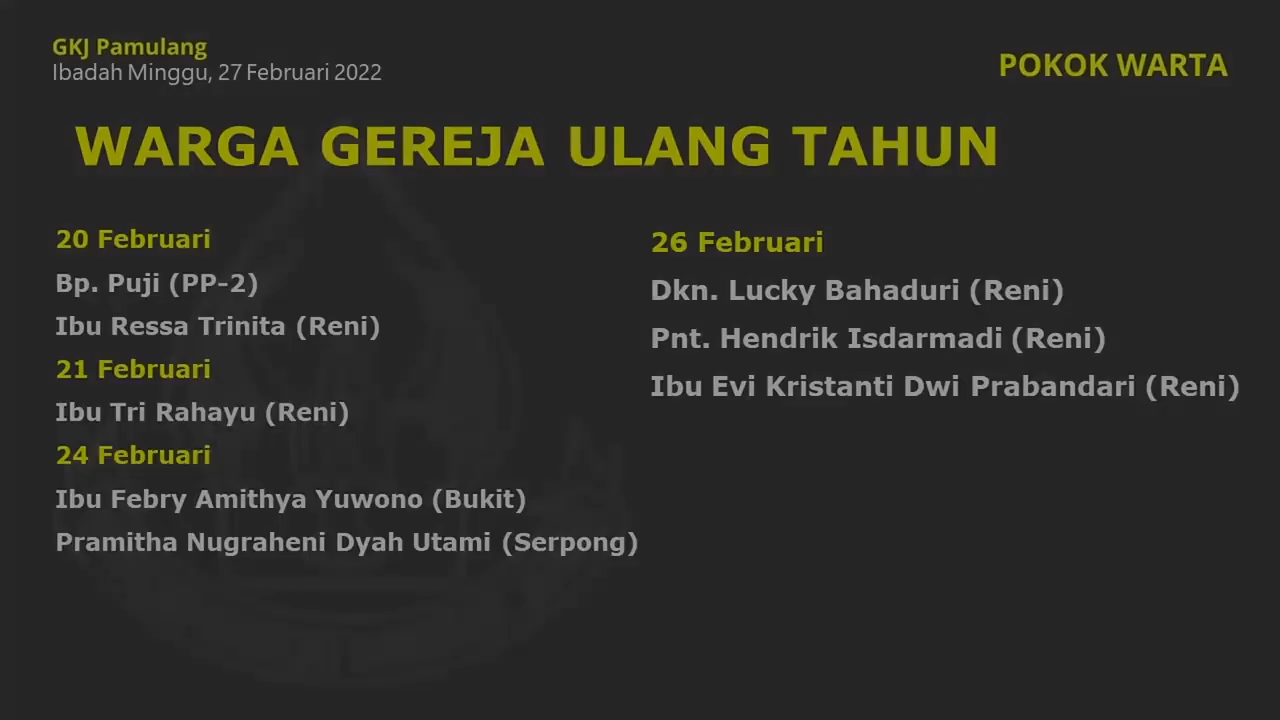 GKJ Pamulang
Ibadah Minggu, 27 Februari 2022
POKOK WARTA
WARGA GEREJA ULANG TAHUN
20 Februari
Bp. Puji (PP-2)
Ibu Ressa Trinita (Reni)
21 Februari
Ibu Tri Rahayu (Reni)
24 Februari
Ibu Febry Amithya Yuwono (Bukit)
Pramitha Nugraheni Dyah Utami (Serpong)
26 Februari
Dkn. Lucky Bahaduri (Reni)
Pnt. Hendrik Isdarmadi (Reni)
Ibu Evi Kristanti Dwi Prabandari (Reni)